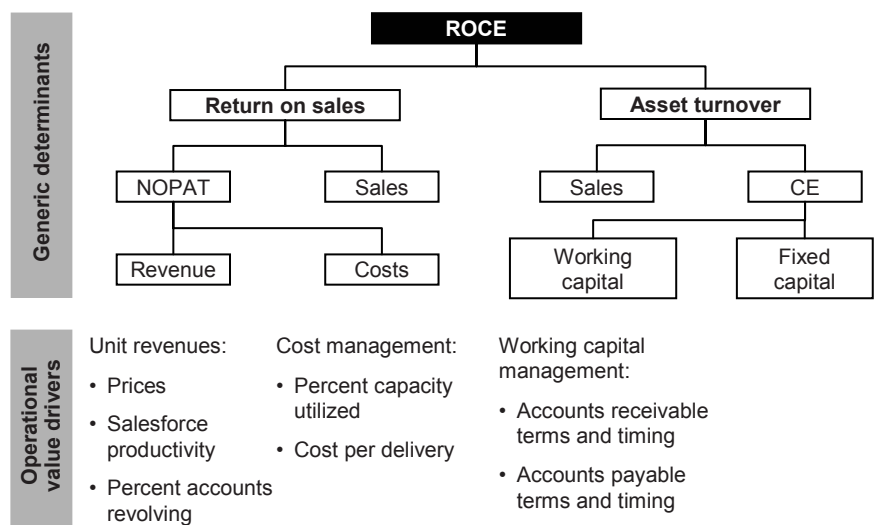 Generic determinants
ROCE
Return on sales
Asset turnover
NOPAT
Sales
Sales
CE
Revenue
Costs
Working
capital
Fixed
capital
Operational
value drivers
Unit revenues:
• Prices
• Salesforce
productivity
• Percent accounts
revolving
Cost management:
• Percent capacity
utilized
• Cost per delivery
Working capital
management:
• Accounts receivable
terms and timing
• Accounts payable
terms and timing